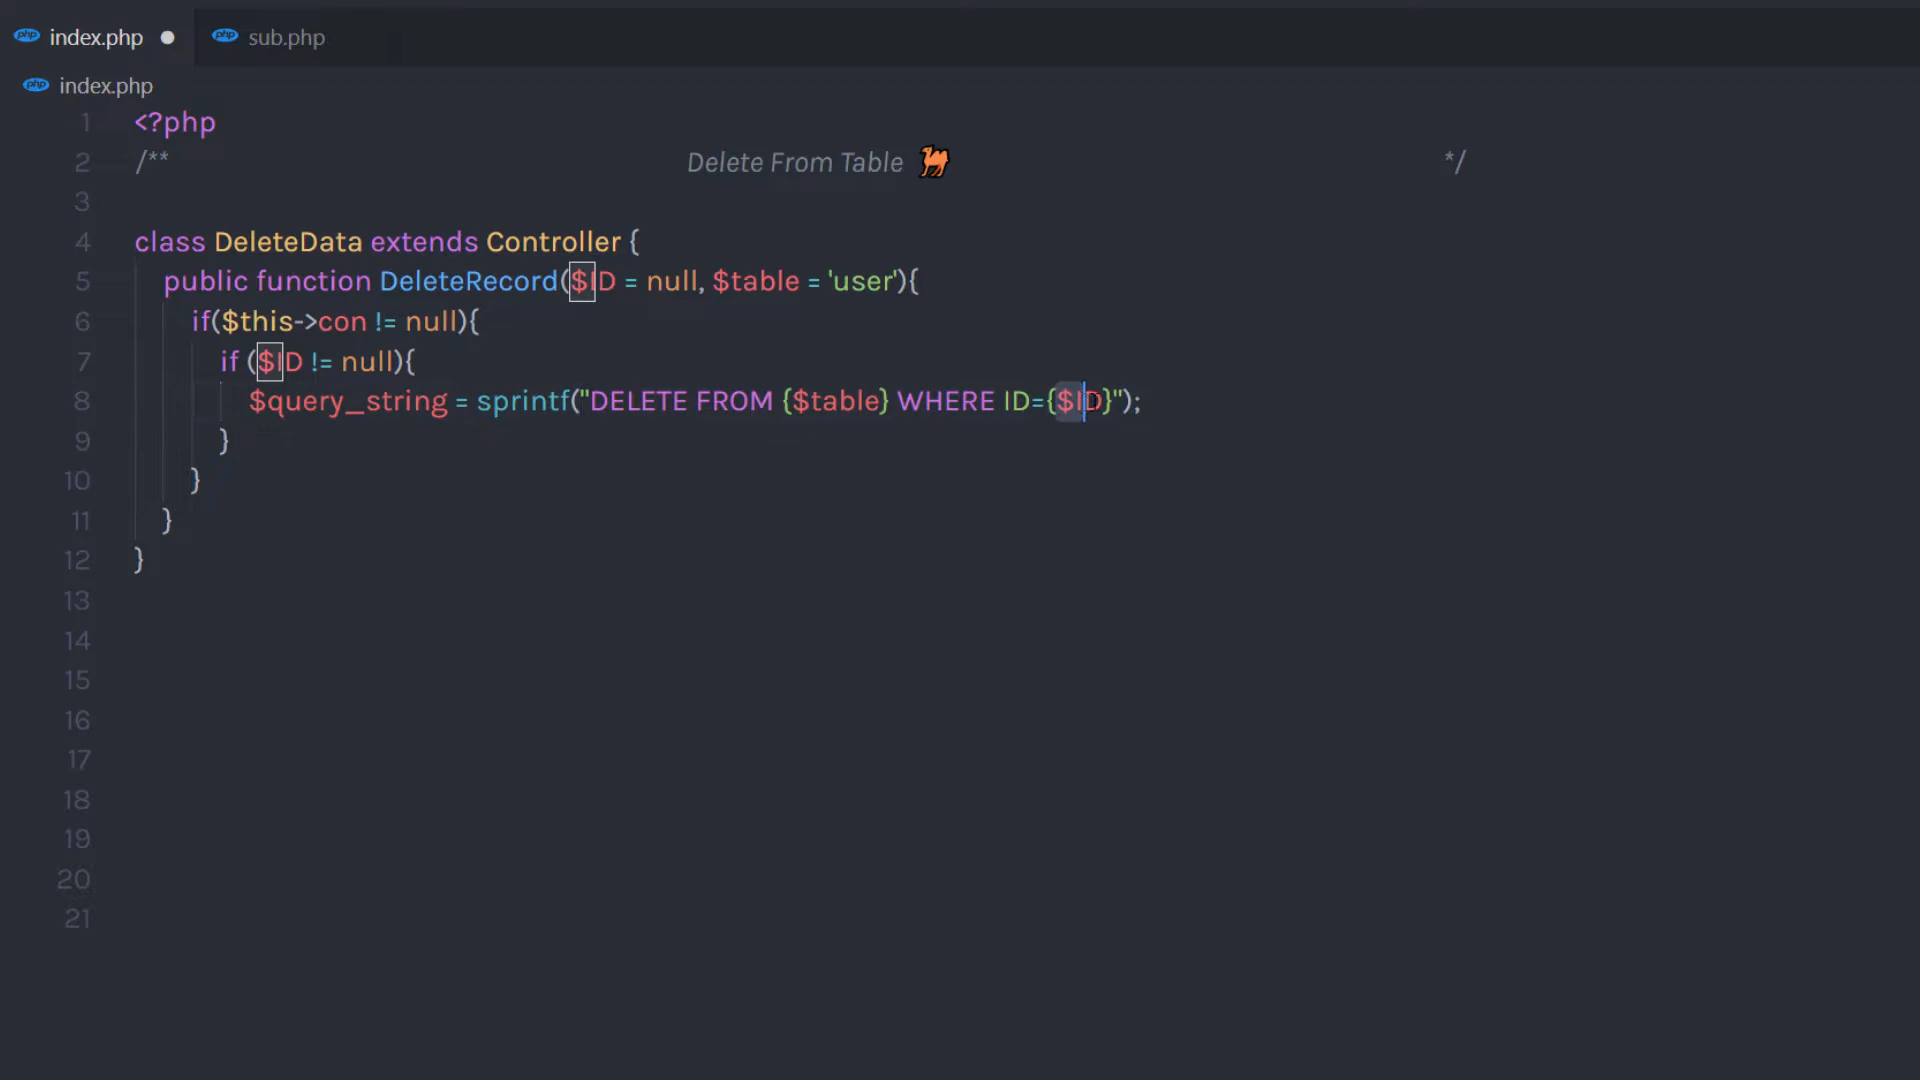 php index.php ● php sub.php
php index.php
1 <?php
2 /** Delete From Table 🐫 */
3
4 class DeleteData extends Controller {
5 public function DeleteRecord($ID = null, $table = 'user'){
6 if($this->con != null){
7 if ($ID != null){
8 $query_string = sprintf("DELETE FROM {$table} WHERE ID={$ID}");
9 }
10 }
11 }
12 }
13
14
15
16
17
18
19
20
21